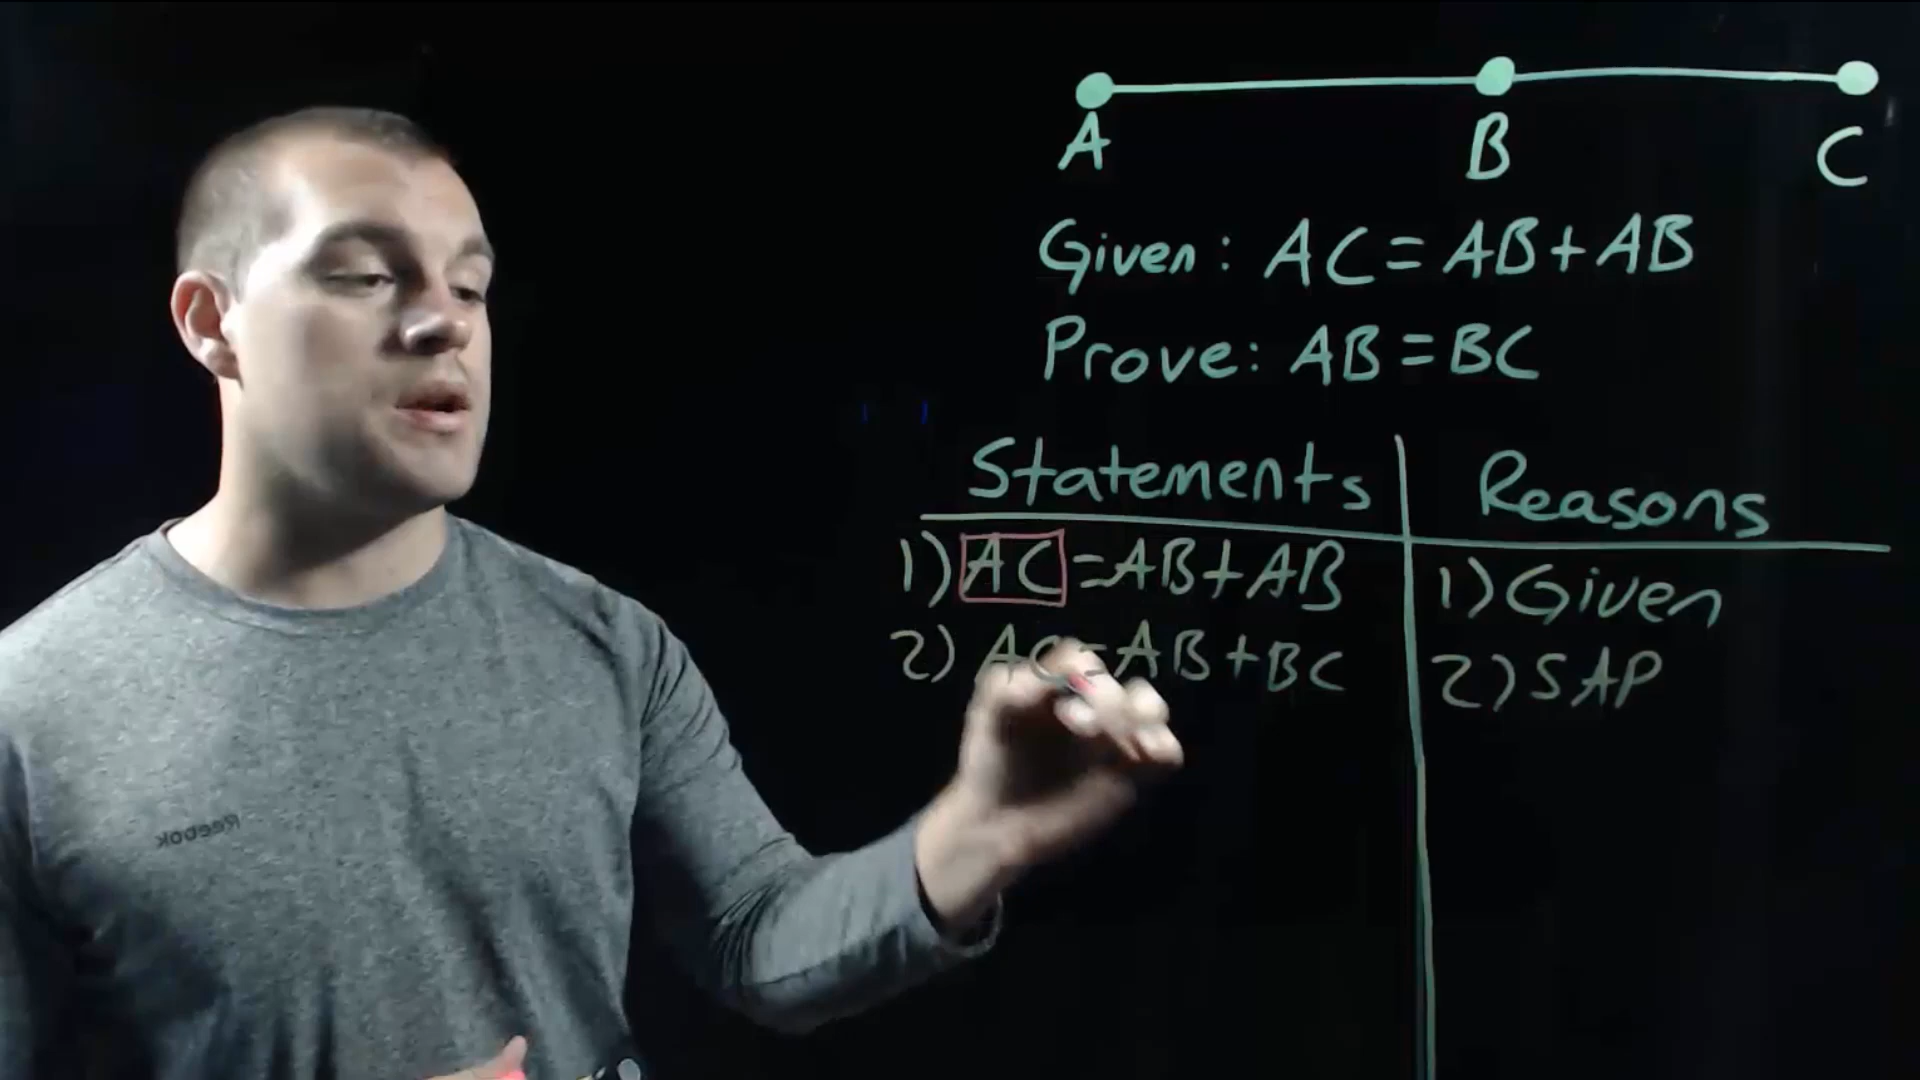 A B C
Given: AC = AB + AB
Prove: AB = BC
Statements Reasons
1) AC = AB + AB 1) Given
2) AC = AB + BC 2) SAP
Reebok